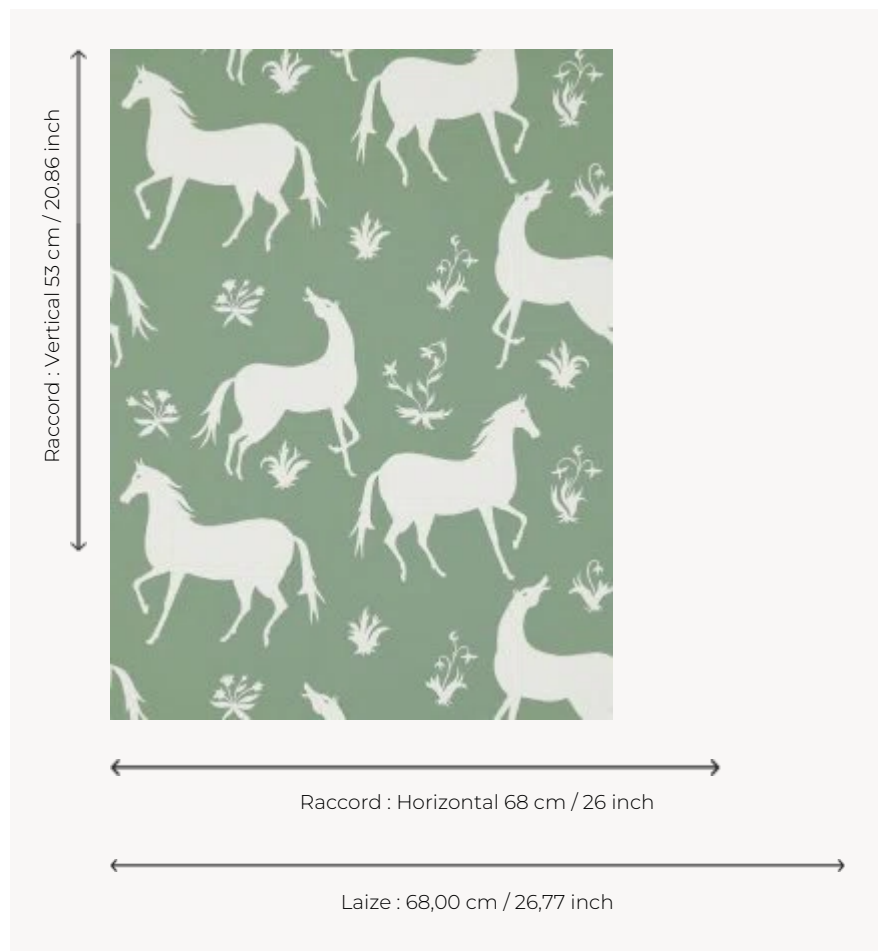 Raccord : Vertical 53 cm / 20.86 inch
Raccord : Horizontal 68 cm / 26 inch
Laize : 68,00 cm / 26,77 inch